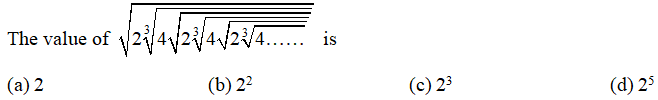 The value of √(2∛(4√(2∛(4√(2∛(4......)))))) is
(a) 2 (b) 2² (c) 2³ (d) 2⁵